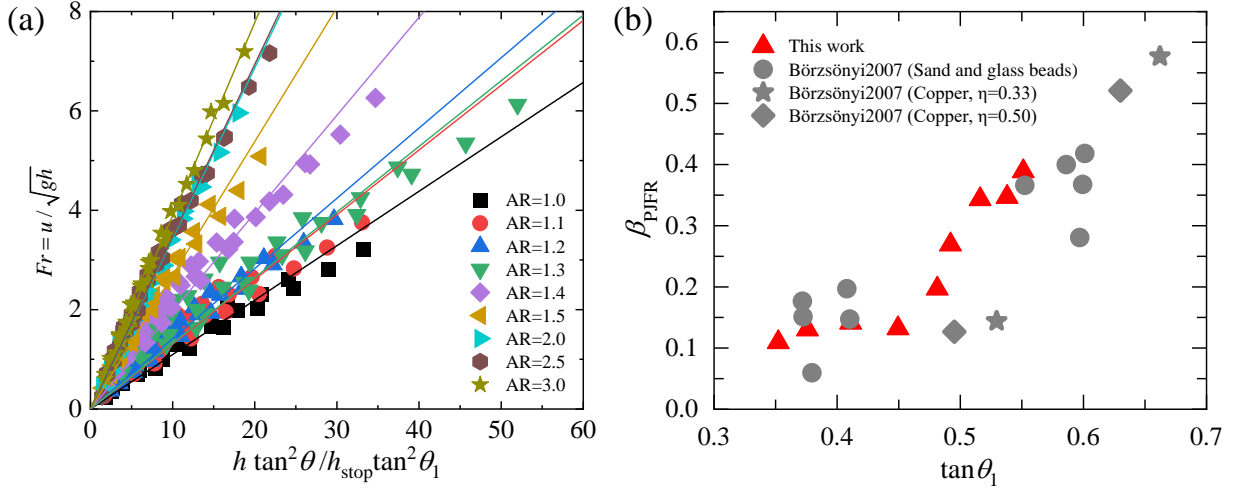 (a)
8
6
4
2
0
Fr = u / √gh
AR=1.0
AR=1.1
AR=1.2
AR=1.3
AR=1.4
AR=1.5
AR=2.0
AR=2.5
AR=3.0
0 10 20 30 40 50 60
h tan²θ/h_stop tan²θ₁
(b)
0.6
0.5
0.4
0.3
0.2
0.1
0.0
β_PJFR
This work
Börzsönyi2007 (Sand and glass beads)
Börzsönyi2007 (Copper, η=0.33)
Börzsönyi2007 (Copper, η=0.50)
0.3 0.4 0.5 0.6 0.7
tanθ₁